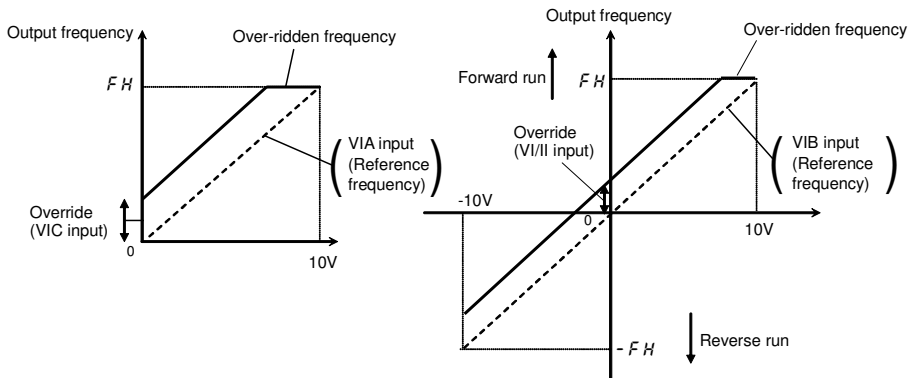 Output frequency
Over-ridden frequency
FH
VIA input
(Reference
frequency)
Override
(VIC input)
0
10V
Output frequency
Over-ridden frequency
Forward run
FH
Override
(VI/II input)
VIB input
(Reference
frequency)
-10V
0
10V
-FH
Reverse run